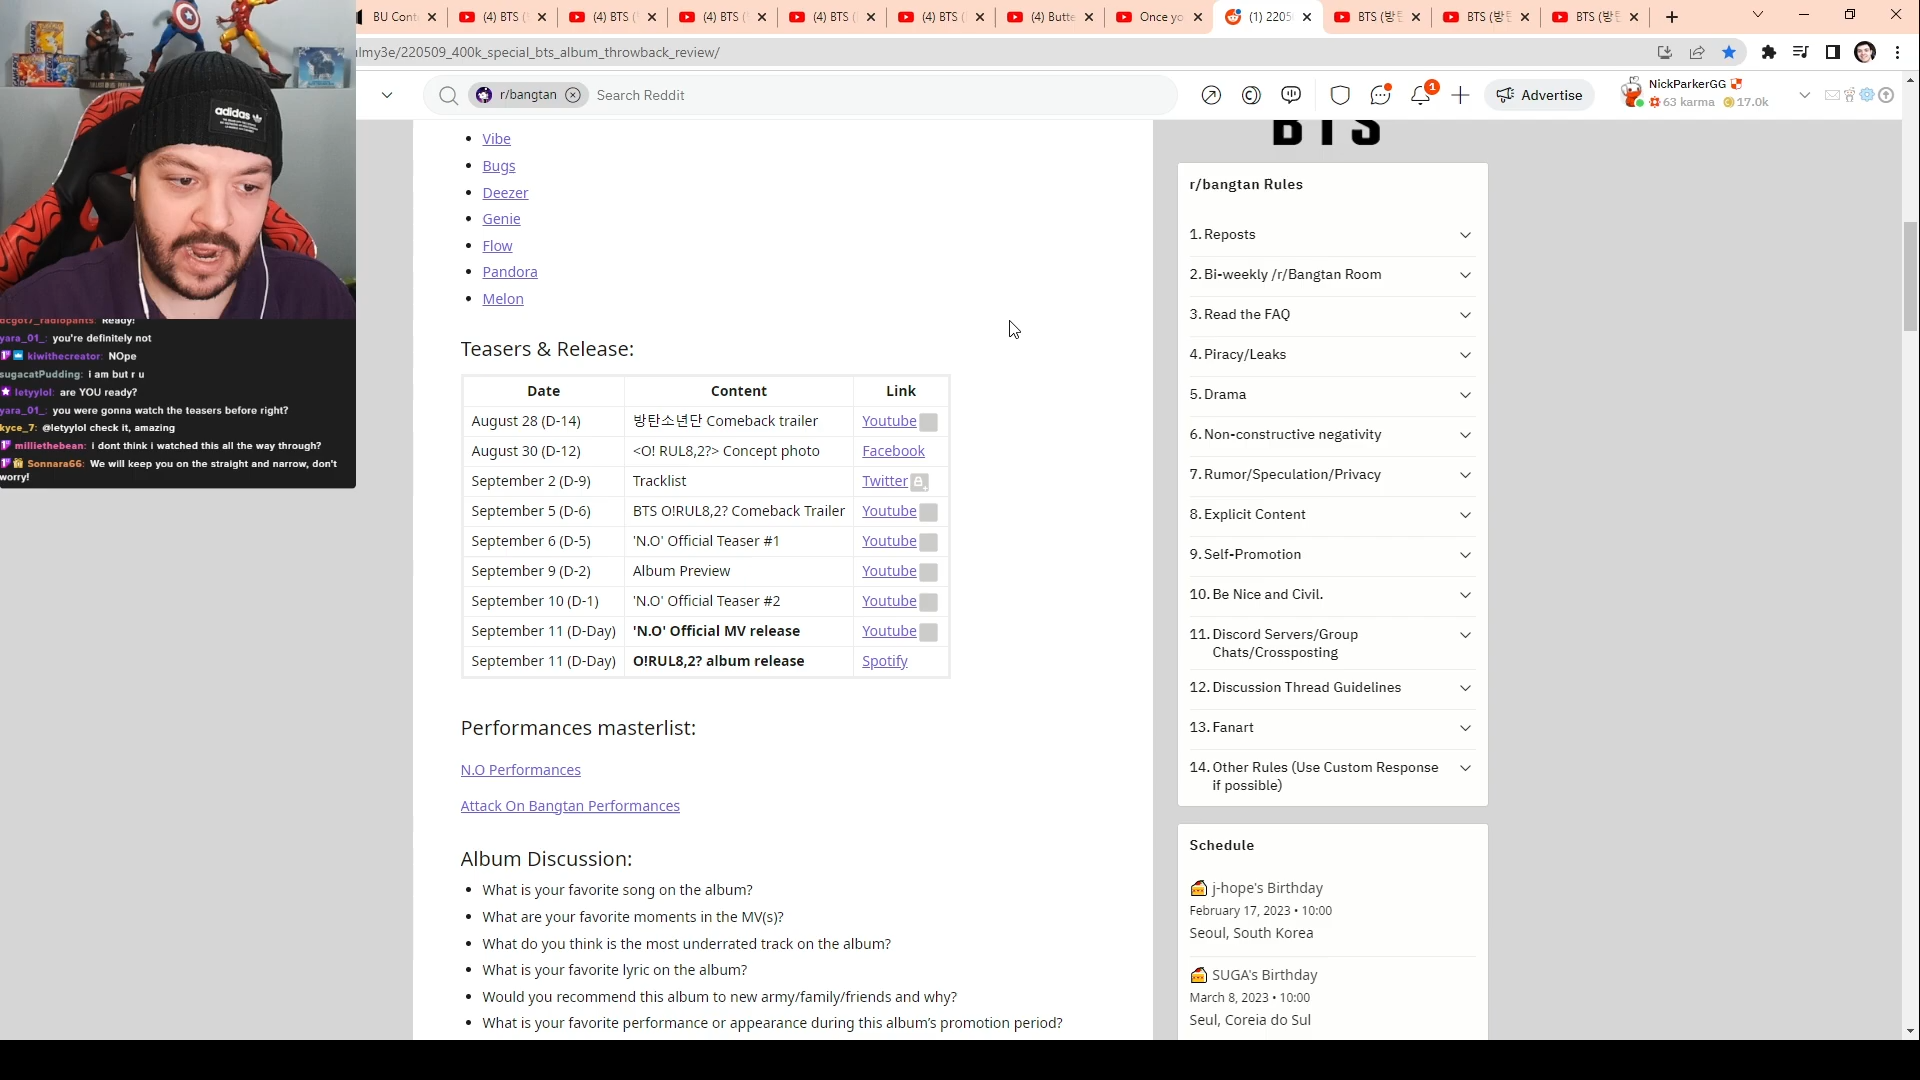 BU Cont
(4) BTS (
(4) BTS (
(4) BTS (
(4) BTS (
(4) BTS (
(4) Butte
Once yo
(1) 2205
BTS (방
BTS (방
BTS (방
lmy3e/220509_400k_special_bts_album_throwback_review/
r/bangtan
Search Reddit
1
Advertise
NickParkerGG
63 karma
17.0k
adidas
BTS
Vibe
Bugs
Deezer
Genie
Flow
Pandora
Melon
Teasers & Release:
Date Content Link
August 28 (D-14) 방탄소년단 Comeback trailer Youtube
August 30 (D-12) <O! RUL8,2?> Concept photo Facebook
September 2 (D-9) Tracklist Twitter
September 5 (D-6) BTS O!RUL8,2? Comeback Trailer Youtube
September 6 (D-5) 'N.O' Official Teaser #1 Youtube
September 9 (D-2) Album Preview Youtube
September 10 (D-1) 'N.O' Official Teaser #2 Youtube
September 11 (D-Day) 'N.O' Official MV release Youtube
September 11 (D-Day) O!RUL8,2? album release Spotify
Performances masterlist:
N.O Performances
Attack On Bangtan Performances
Album Discussion:
What is your favorite song on the album?
What are your favorite moments in the MV(s)?
What do you think is the most underrated track on the album?
What is your favorite lyric on the album?
Would you recommend this album to new army/family/friends and why?
What is your favorite performance or appearance during this album's promotion period?
r/bangtan Rules
1. Reposts
2. Bi-weekly /r/Bangtan Room
3. Read the FAQ
4. Piracy/Leaks
5. Drama
6. Non-constructive negativity
7. Rumor/Speculation/Privacy
8. Explicit Content
9. Self-Promotion
10. Be Nice and Civil.
11. Discord Servers/Group
Chats/Crossposting
12. Discussion Thread Guidelines
13. Fanart
14. Other Rules (Use Custom Response
if possible)
Schedule
j-hope's Birthday
February 17, 2023 • 10:00
Seoul, South Korea
SUGA's Birthday
March 8, 2023 • 10:00
Seul, Coreia do Sul
dcgot7_radiopants: Ready!
yara_01_: you're definitely not
kiwithecreator: NOpe
sugacatPudding: i am but r u
letyylol: are YOU ready?
yara_01_: you were gonna watch the teasers before right?
kyce_7: @letyylol check it, amazing
milliethebean: i dont think i watched this all the way through?
Sonnara66: We will keep you on the straight and narrow, don't
worry!